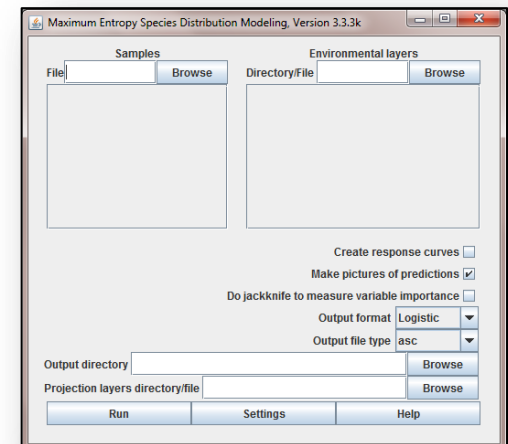 Maximum Entropy Species Distribution Modeling, Version 3.3.3k
Samples
Environmental layers
File Browse
Directory/File Browse
Create response curves
Make pictures of predictions
Do jackknife to measure variable importance
Output format Logistic
Output file type asc
Output directory Browse
Projection layers directory/file Browse
Run Settings Help